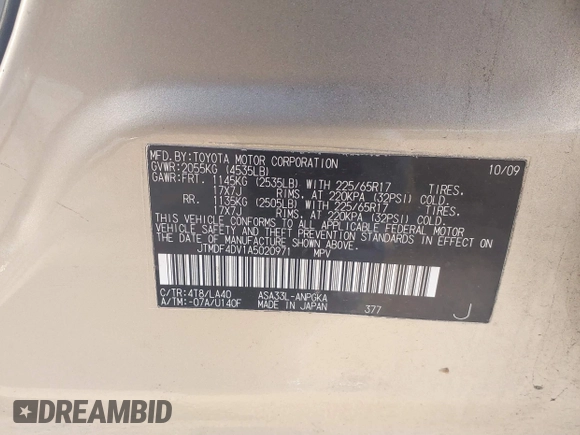 MFD. BY: TOYOTA MOTOR CORPORATION 10/09
GVWR: 2055KG (4535LB)
GAWR: FRT. 1145KG (2535LB) WITH 225/65R17 TIRES.
17X7J RIMS. AT 220KPA (32PSI) COLD.
RR. 1135KG (2505LB) WITH 225/65R17 TIRES.
17X7J RIMS. AT 220KPA (32PSI) COLD.
THIS VEHICLE CONFORMS TO ALL APPLICABLE FEDERAL MOTOR
VEHICLE SAFETY STANDARDS IN EFFECT ON THE DATE OF
MANUFACTURE SHOWN ABOVE.
JTMDF4DV1A5020971 MPV
C/TR: 4T8/LA40 ASA33L-ANPGKA
A/TM: -07A/U140F MADE IN JAPAN 377 J
DREAMBID